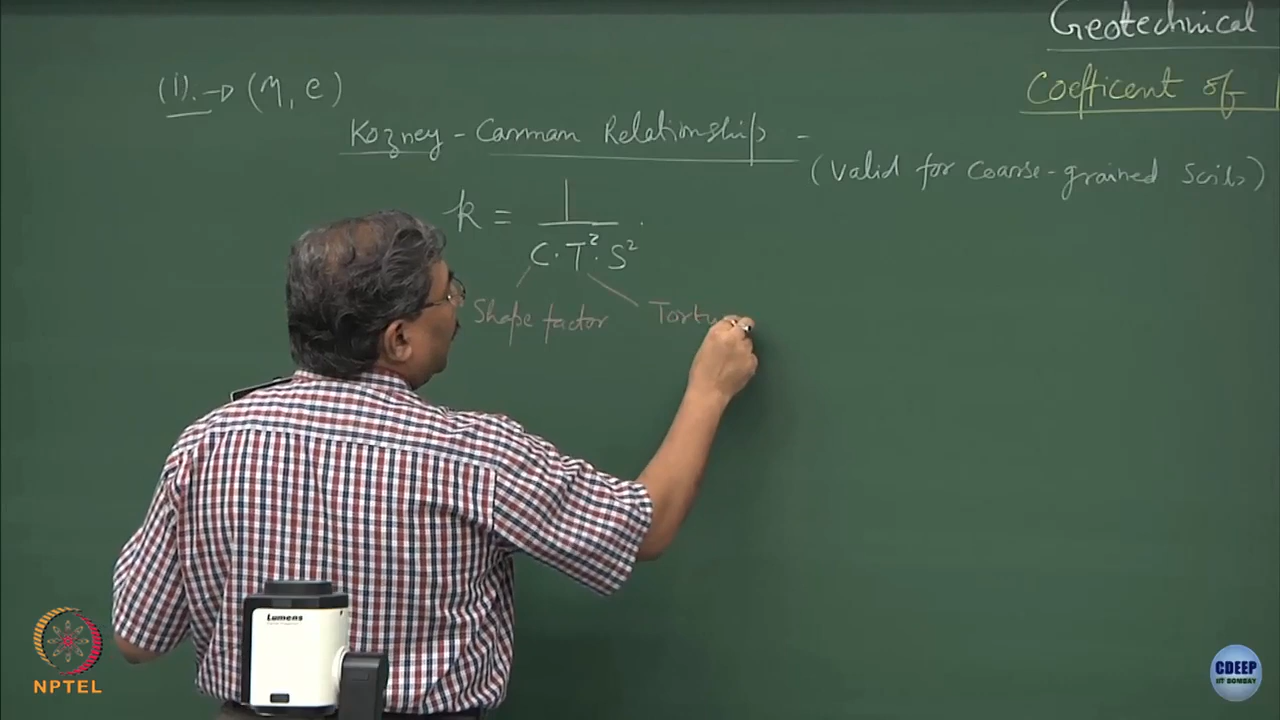 Geotechnical
Coefficent of
(1). → (η, e)
Kozney - Carman Relationship -
(Valid for Coarse-grained Soils)
k = 1 / C · T² · S² ·
Shape factor
Tortu
Lumens
NPTEL
CDEEP
IIT BOMBAY